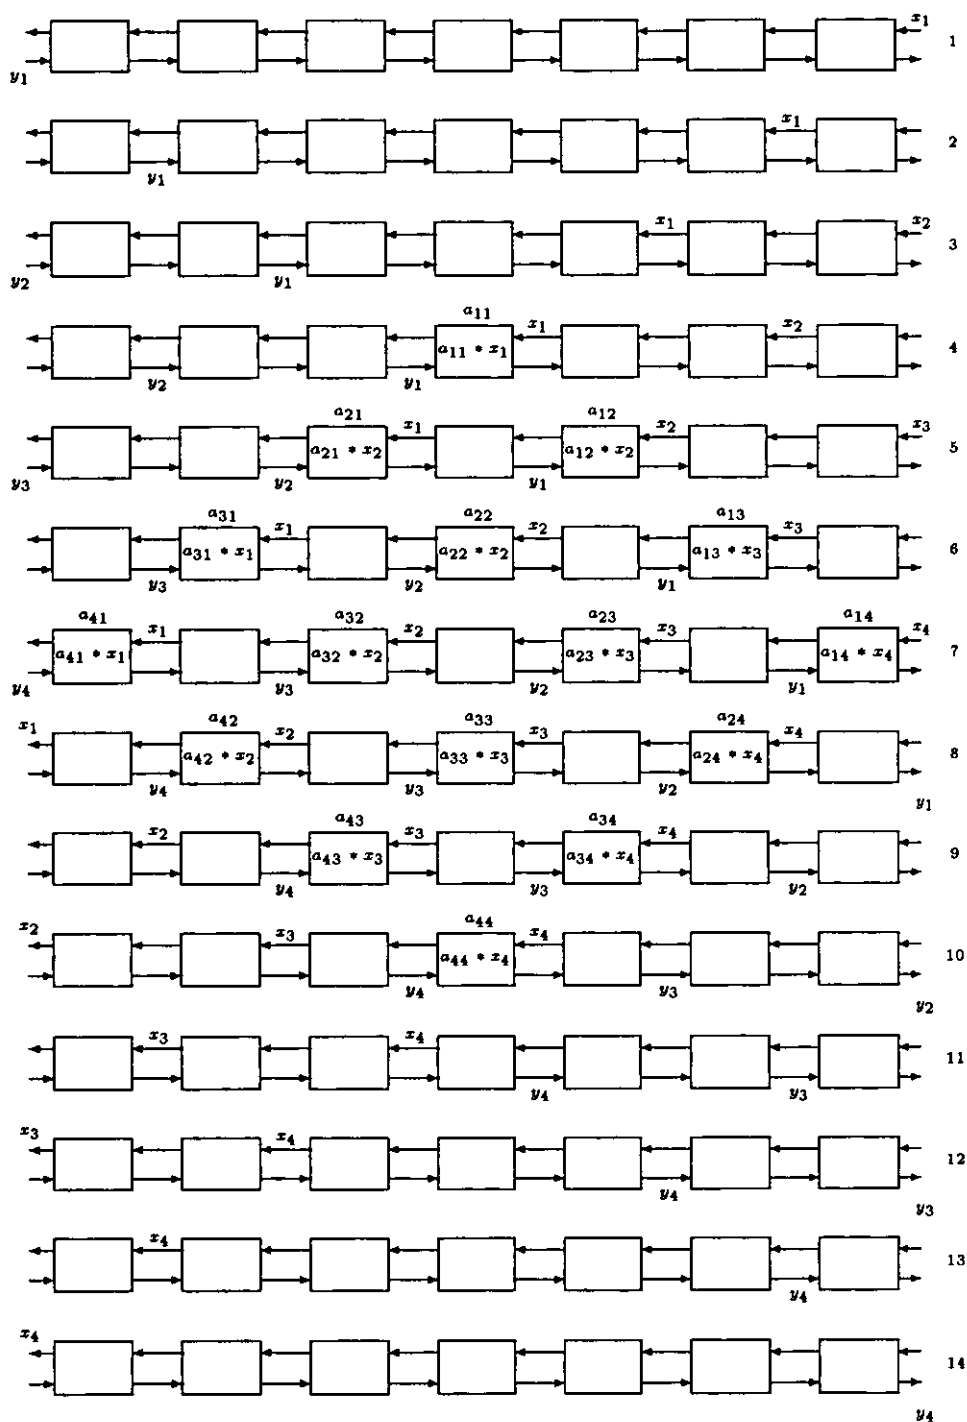 x₁
1
y₁
x₁
2
y₁
x₁ x₂
3
y₂ y₁
a₁₁
x₁ x₂
a₁₁ * x₁
4
y₂ y₁
a₂₁ a₁₂
x₁ x₂ x₃
a₂₁ * x₂ a₁₂ * x₂
5
y₃ y₂ y₁
a₃₁ a₂₂ a₁₃
x₁ x₂ x₃
a₃₁ * x₁ a₂₂ * x₂ a₁₃ * x₃
6
y₃ y₂ y₁
a₄₁ a₃₂ a₂₃ a₁₄
x₁ x₂ x₃ x₄
a₄₁ * x₁ a₃₂ * x₂ a₂₃ * x₃ a₁₄ * x₄
7
y₄ y₃ y₂ y₁
a₄₂ a₃₃ a₂₄
x₁ x₂ x₃ x₄
a₄₂ * x₂ a₃₃ * x₃ a₂₄ * x₄
8
y₄ y₃ y₂ y₁
a₄₃ a₃₄
x₂ x₃ x₄
a₄₃ * x₃ a₃₄ * x₄
9
y₄ y₃ y₂
a₄₄
x₂ x₃ x₄
a₄₄ * x₄
10
y₄ y₃ y₂
x₃ x₄
11
y₄ y₃
x₃ x₄
12
y₄ y₃
x₄
13
y₄
x₄
14
y₄